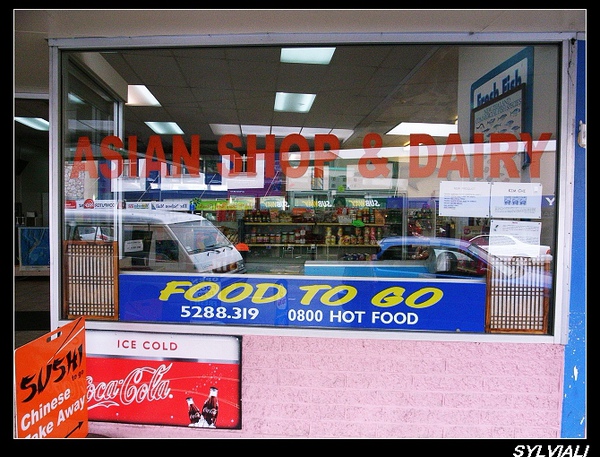 Fresh Fish
ASIAN SHOP & DAIRY
SUBWAY
FOOD TO GO
5288.319 0800 HOT FOOD
ICE COLD
Coca-Cola
SUSHI
Chinese
Take Away
SYLVIALI